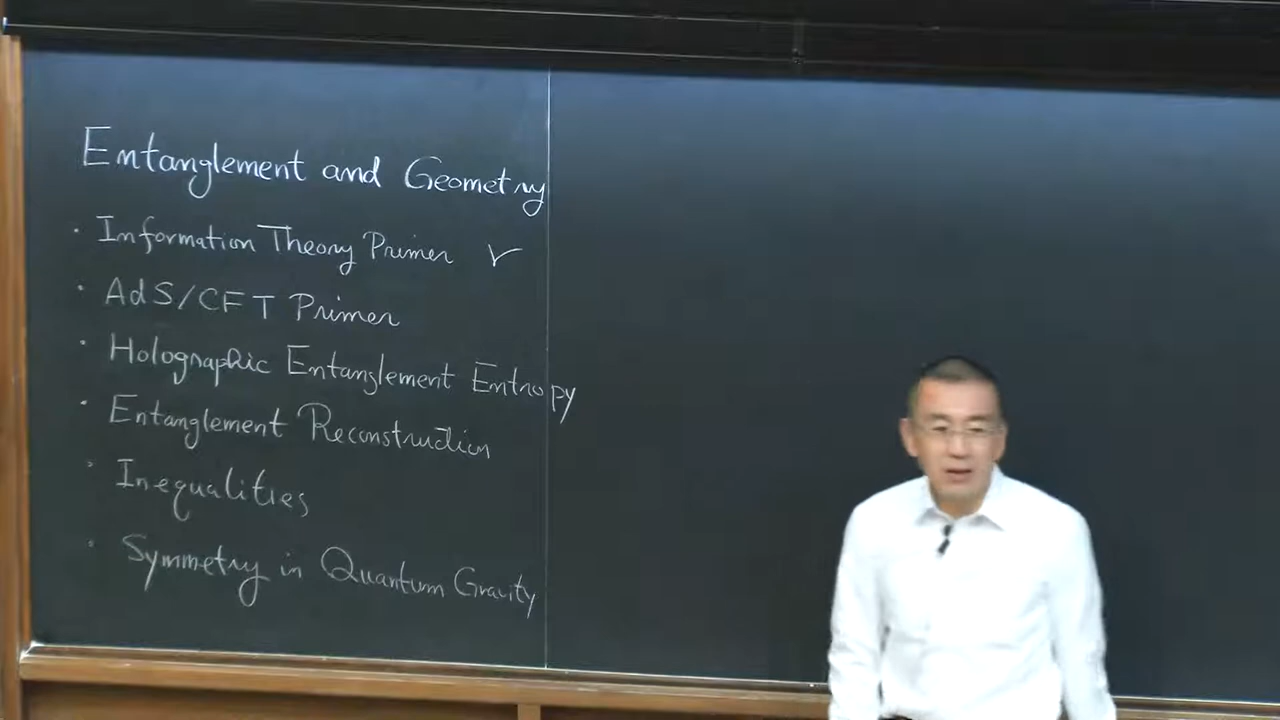 Entanglement and Geometry
· Information Theory Primer ✓
· AdS/CFT Primer
· Holographic Entanglement Entropy
· Entanglement Reconstruction
· Inequalities
· Symmetry in Quantum Gravity